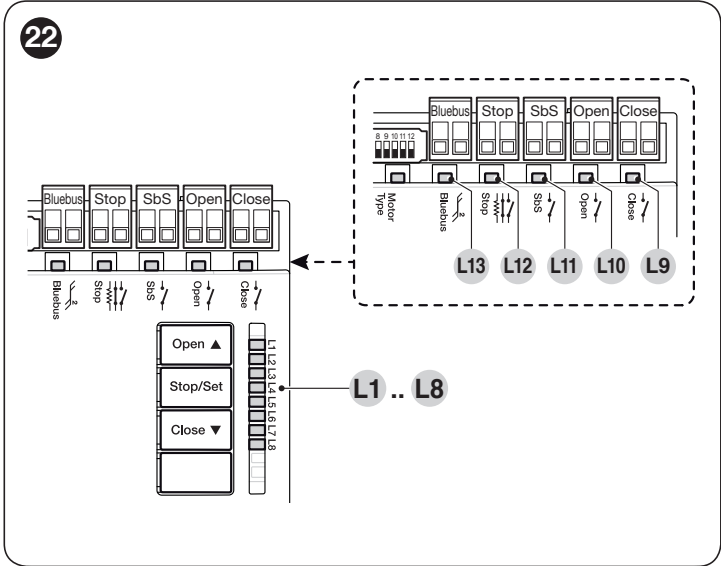 22
Bluebus Stop SbS Open Close
8 9 10 11 12
Motor Type
Bluebus
2
Stop
SbS
Open
Close
L13 L12 L11 L10 L9
Bluebus Stop SbS Open Close
Bluebus
2
Stop
SbS
Open
Close
Open ▲
Stop/Set
Close ▼
L1
L2
L3
L4
L5
L6
L7
L8
L1 .. L8